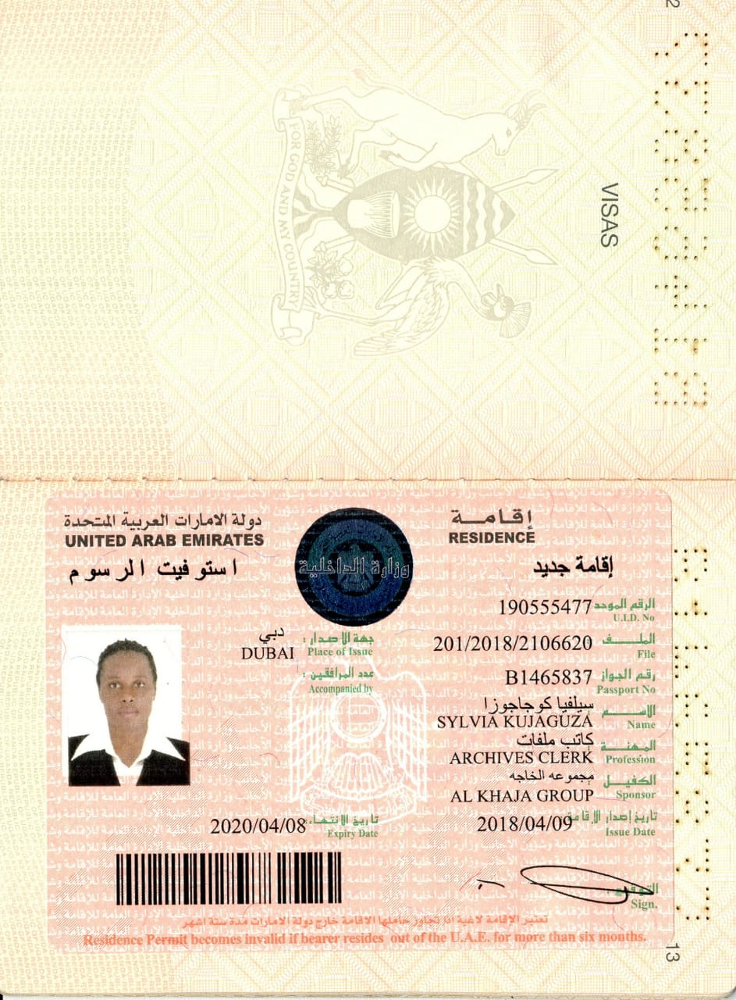 12
FOR GOD AND MY COUNTRY
VISAS
B1465837
دولة الامارات العربية المتحدة
UNITED ARAB EMIRATES
إقامة
RESIDENCE
استوفيت الرسوم
وزارة الداخلية
إقامة جديد
190555477 الرقم الموحد
U.I.D. No
دبي جهة الاصدار :
DUBAI Place of Issue
201/2018/2106620 الملف
File
عدد المرافقين :
Accompanied by
B1465837 رقم الجواز
Passport No
سيلفيا كوجاجوزا الاسم
SYLVIA KUJAGUZA Name
كاتب ملفات المهنة
ARCHIVES CLERK Profession
مجموعه الخاجه الكفيل
AL KHAJA GROUP Sponsor
2020/04/08 تاريخ الانتهاء :
Expiry Date
2018/04/09 تاريخ إصدار الإقامة
Issue Date
التوقيع :
Sign.
تعتبر الإقامة لاغية اذا تجاوز حاملها الاقامة خارج دولة الامارات مدة ستة اشهر
Residence Permit becomes invalid if bearer resides out of the U.A.E. for more than six months.
13
B1465837